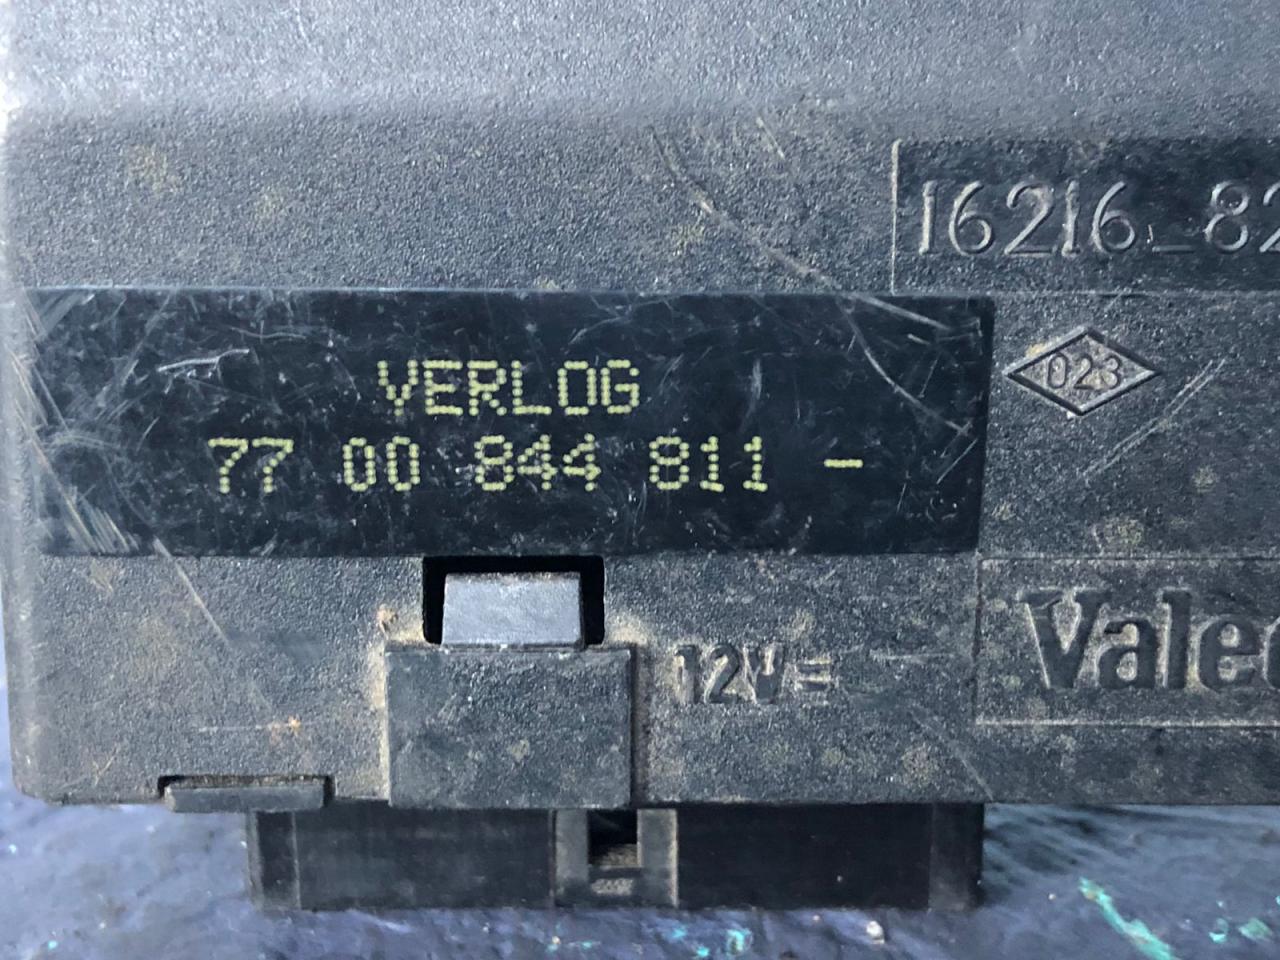 16216_82
VERLOG
77 00 844 811 -
023
12V=
Vale